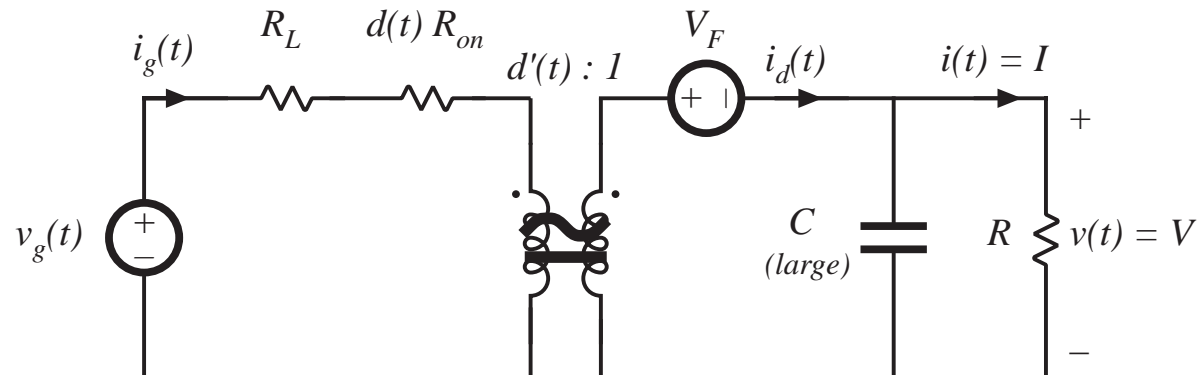 i_g(t)
R_L
d(t) R_on
d'(t) : 1
V_F
i_d(t)
i(t) = I
+
–
+
–
v_g(t)
+
–
C
(large)
R
v(t) = V